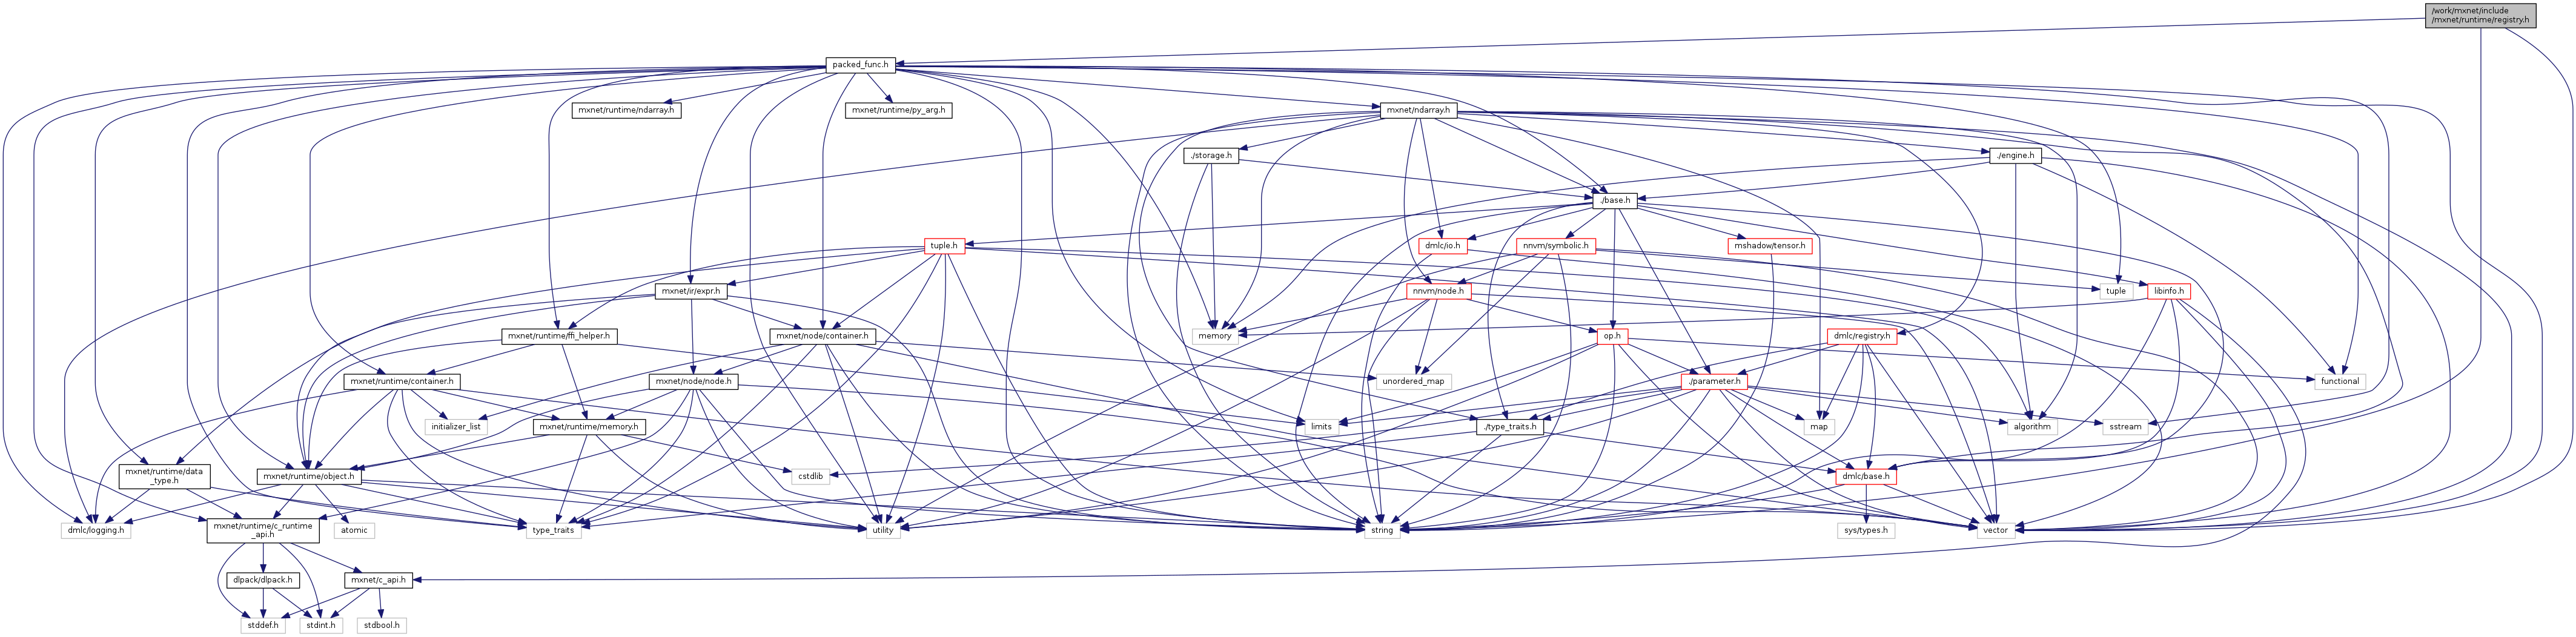 /work/mxnet/include
/mxnet/runtime/registry.h
packed_func.h
mxnet/runtime/ndarray.h
mxnet/runtime/py_arg.h
mxnet/ndarray.h
./storage.h
./engine.h
./base.h
tuple.h
dmlc/io.h
nnvm/symbolic.h
mshadow/tensor.h
mxnet/ir/expr.h
nnvm/node.h
tuple
libinfo.h
mxnet/runtime/ffi_helper.h
mxnet/node/container.h
memory
op.h
dmlc/registry.h
mxnet/runtime/container.h
mxnet/node/node.h
unordered_map
./parameter.h
functional
initializer_list
mxnet/runtime/memory.h
limits
./type_traits.h
map
algorithm
sstream
mxnet/runtime/data
_type.h
mxnet/runtime/object.h
cstdlib
dmlc/base.h
dmlc/logging.h
mxnet/runtime/c_runtime
_api.h
atomic
type_traits
utility
string
sys/types.h
vector
dlpack/dlpack.h
mxnet/c_api.h
stddef.h
stdint.h
stdbool.h